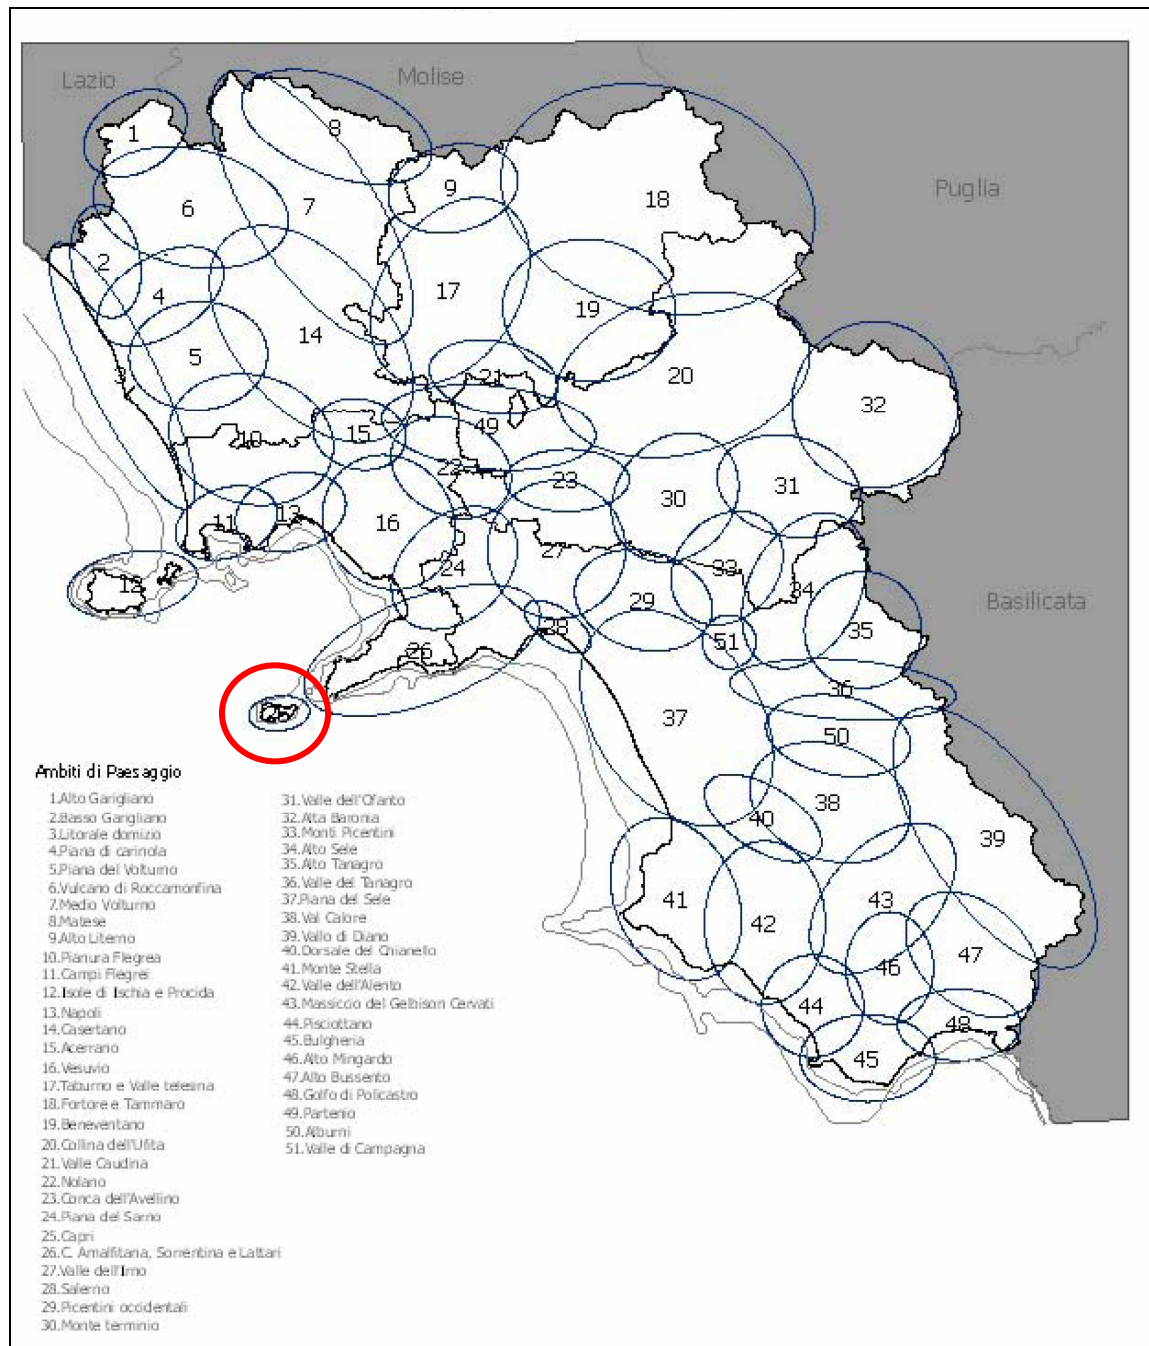 Lazio
Molise
Puglia
Basilicata
1
8
9
18
6
7
2
4
17
19
14
5
3
21
20
32
49
10
15
22
23
31
30
11
13
16
27
24
33
12
34
29
28
35
51
26
36
25
37
50
38
40
39
41
43
42
47
46
44
48
45
Ambiti di Paesaggio
1.Alto Garigliano
2.Basso Garigliano
3.Litorale domizio
4.Piana di carinola
5.Piana del Volturno
6.Vulcano di Roccamonfina
7.Medio Volturno
8.Matese
9.Alto Literno
10.Pianura Flegrea
11.Campi Flegrei
12.Isole di Ischia e Procida
13.Napoli
14.Casertano
15.Acerrano
16.Vesuvio
17.Taburno e Valle telesina
18.Fortore e Tammaro
19.Beneventano
20.Collina dell'Ufita
21.Valle Caudina
22.Nolano
23.Conca dell'Avellino
24.Piana del Sarno
25.Capri
26.C. Amalfitana, Sorrentina e Lattari
27.Valle dell'Irno
28.Salerno
29.Picentini occidentali
30.Monte terminio
31.Valle dell'Ofanto
32.Alta Baronia
33.Monti Picentini
34.Alto Sele
35.Alto Tanagro
36.Valle del Tanagro
37.Piana del Sele
38.Val Calore
39.Vallo di Diano
40.Dorsale del Chianello
41.Monte Stella
42.Valle dell'Alento
43.Massiccio del Gelbison Cervati
44.Pisciottano
45.Bulgheria
46.Alto Mingardo
47.Alto Bussento
48.Golfo di Policastro
49.Partenio
50.Alburni
51.Valle di Campagna